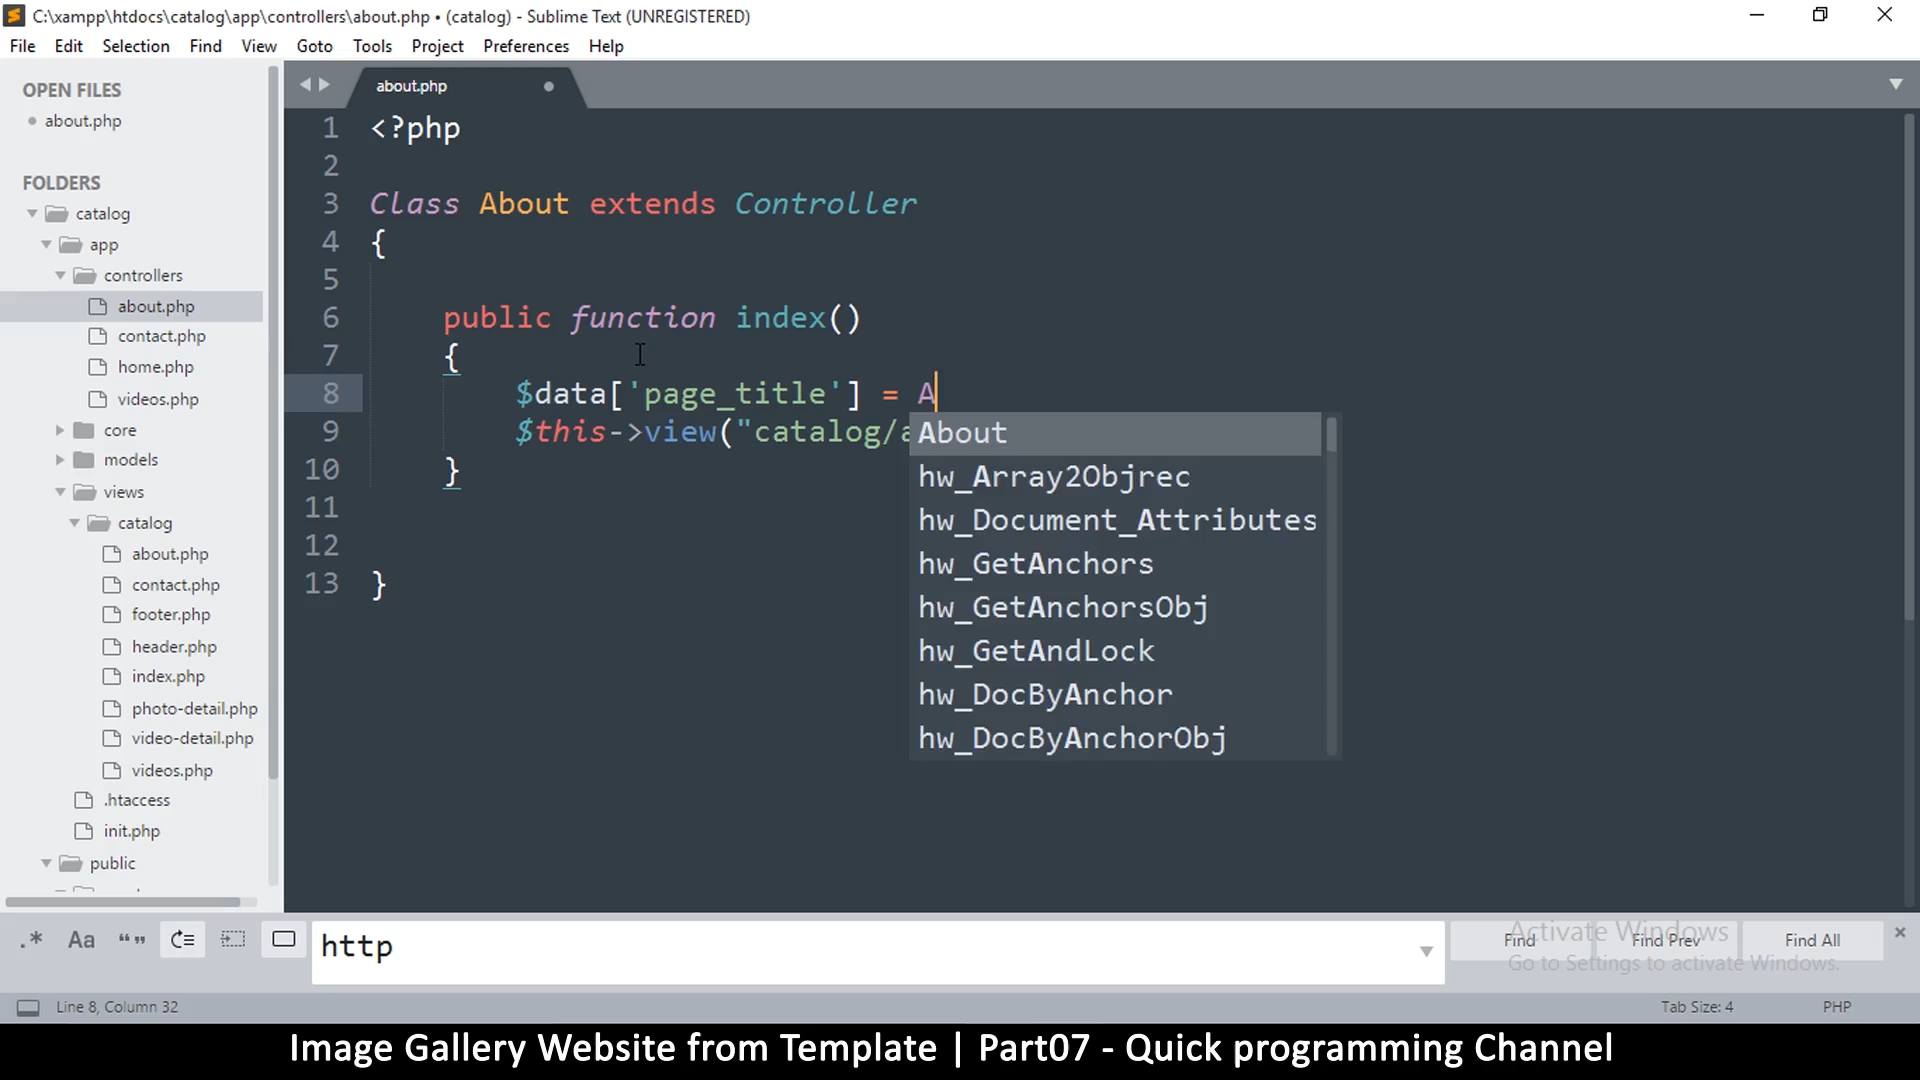 C:\xampp\htdocs\catalog\app\controllers\about.php • (catalog) - Sublime Text (UNREGISTERED)
File Edit Selection Find View Goto Tools Project Preferences Help
OPEN FILES
about.php
FOLDERS
catalog
app
controllers
about.php
contact.php
home.php
videos.php
core
models
views
catalog
about.php
contact.php
footer.php
header.php
index.php
photo-detail.php
video-detail.php
videos.php
.htaccess
init.php
public
about.php
1 <?php
2
3 Class About extends Controller
4 {
5
6 public function index()
7 {
8 $data['page_title'] = A
9 $this->view("catalog/a
10 }
11
12
13 }
About
hw_Array2Objrec
hw_Document_Attributes
hw_GetAnchors
hw_GetAnchorsObj
hw_GetAndLock
hw_DocByAnchor
hw_DocByAnchorObj
.* Aa “” http Find Find Prev Find All
Activate Windows
Go to Settings to activate Windows.
Line 8, Column 32 Tab Size: 4 PHP
Image Gallery Website from Template | Part07 - Quick programming Channel